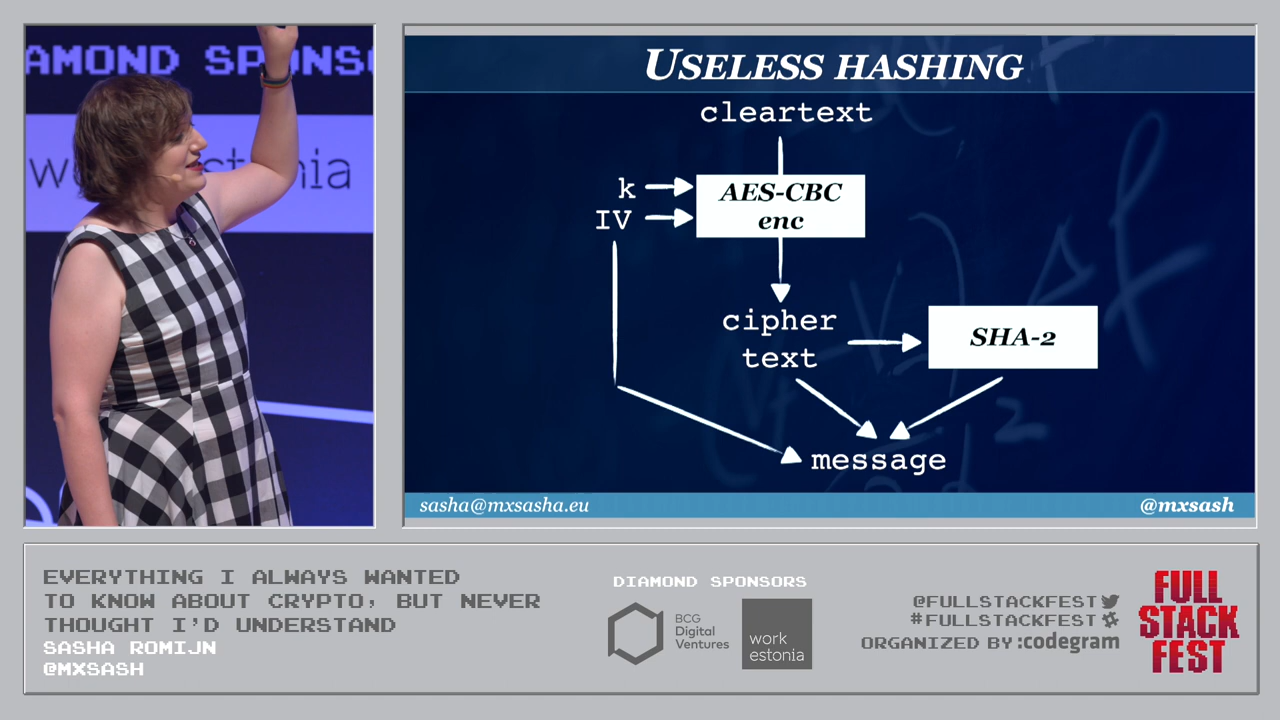 AMOND SPONS
work estonia
USELESS HASHING
cleartext
k
IV
AES-CBC
enc
cipher
text
SHA-2
message
sasha@mxsasha.eu
@mxsash
EVERYTHING I ALWAYS WANTED
TO KNOW ABOUT CRYPTO, BUT NEVER
THOUGHT I'D UNDERSTAND
SASHA ROMIJN
@MXSASH
DIAMOND SPONSORS
BCG
Digital
Ventures
work
estonia
@FULLSTACKFEST
#FULLSTACKFEST
ORGANIZED BY :codegram
FULL
STACK
FEST